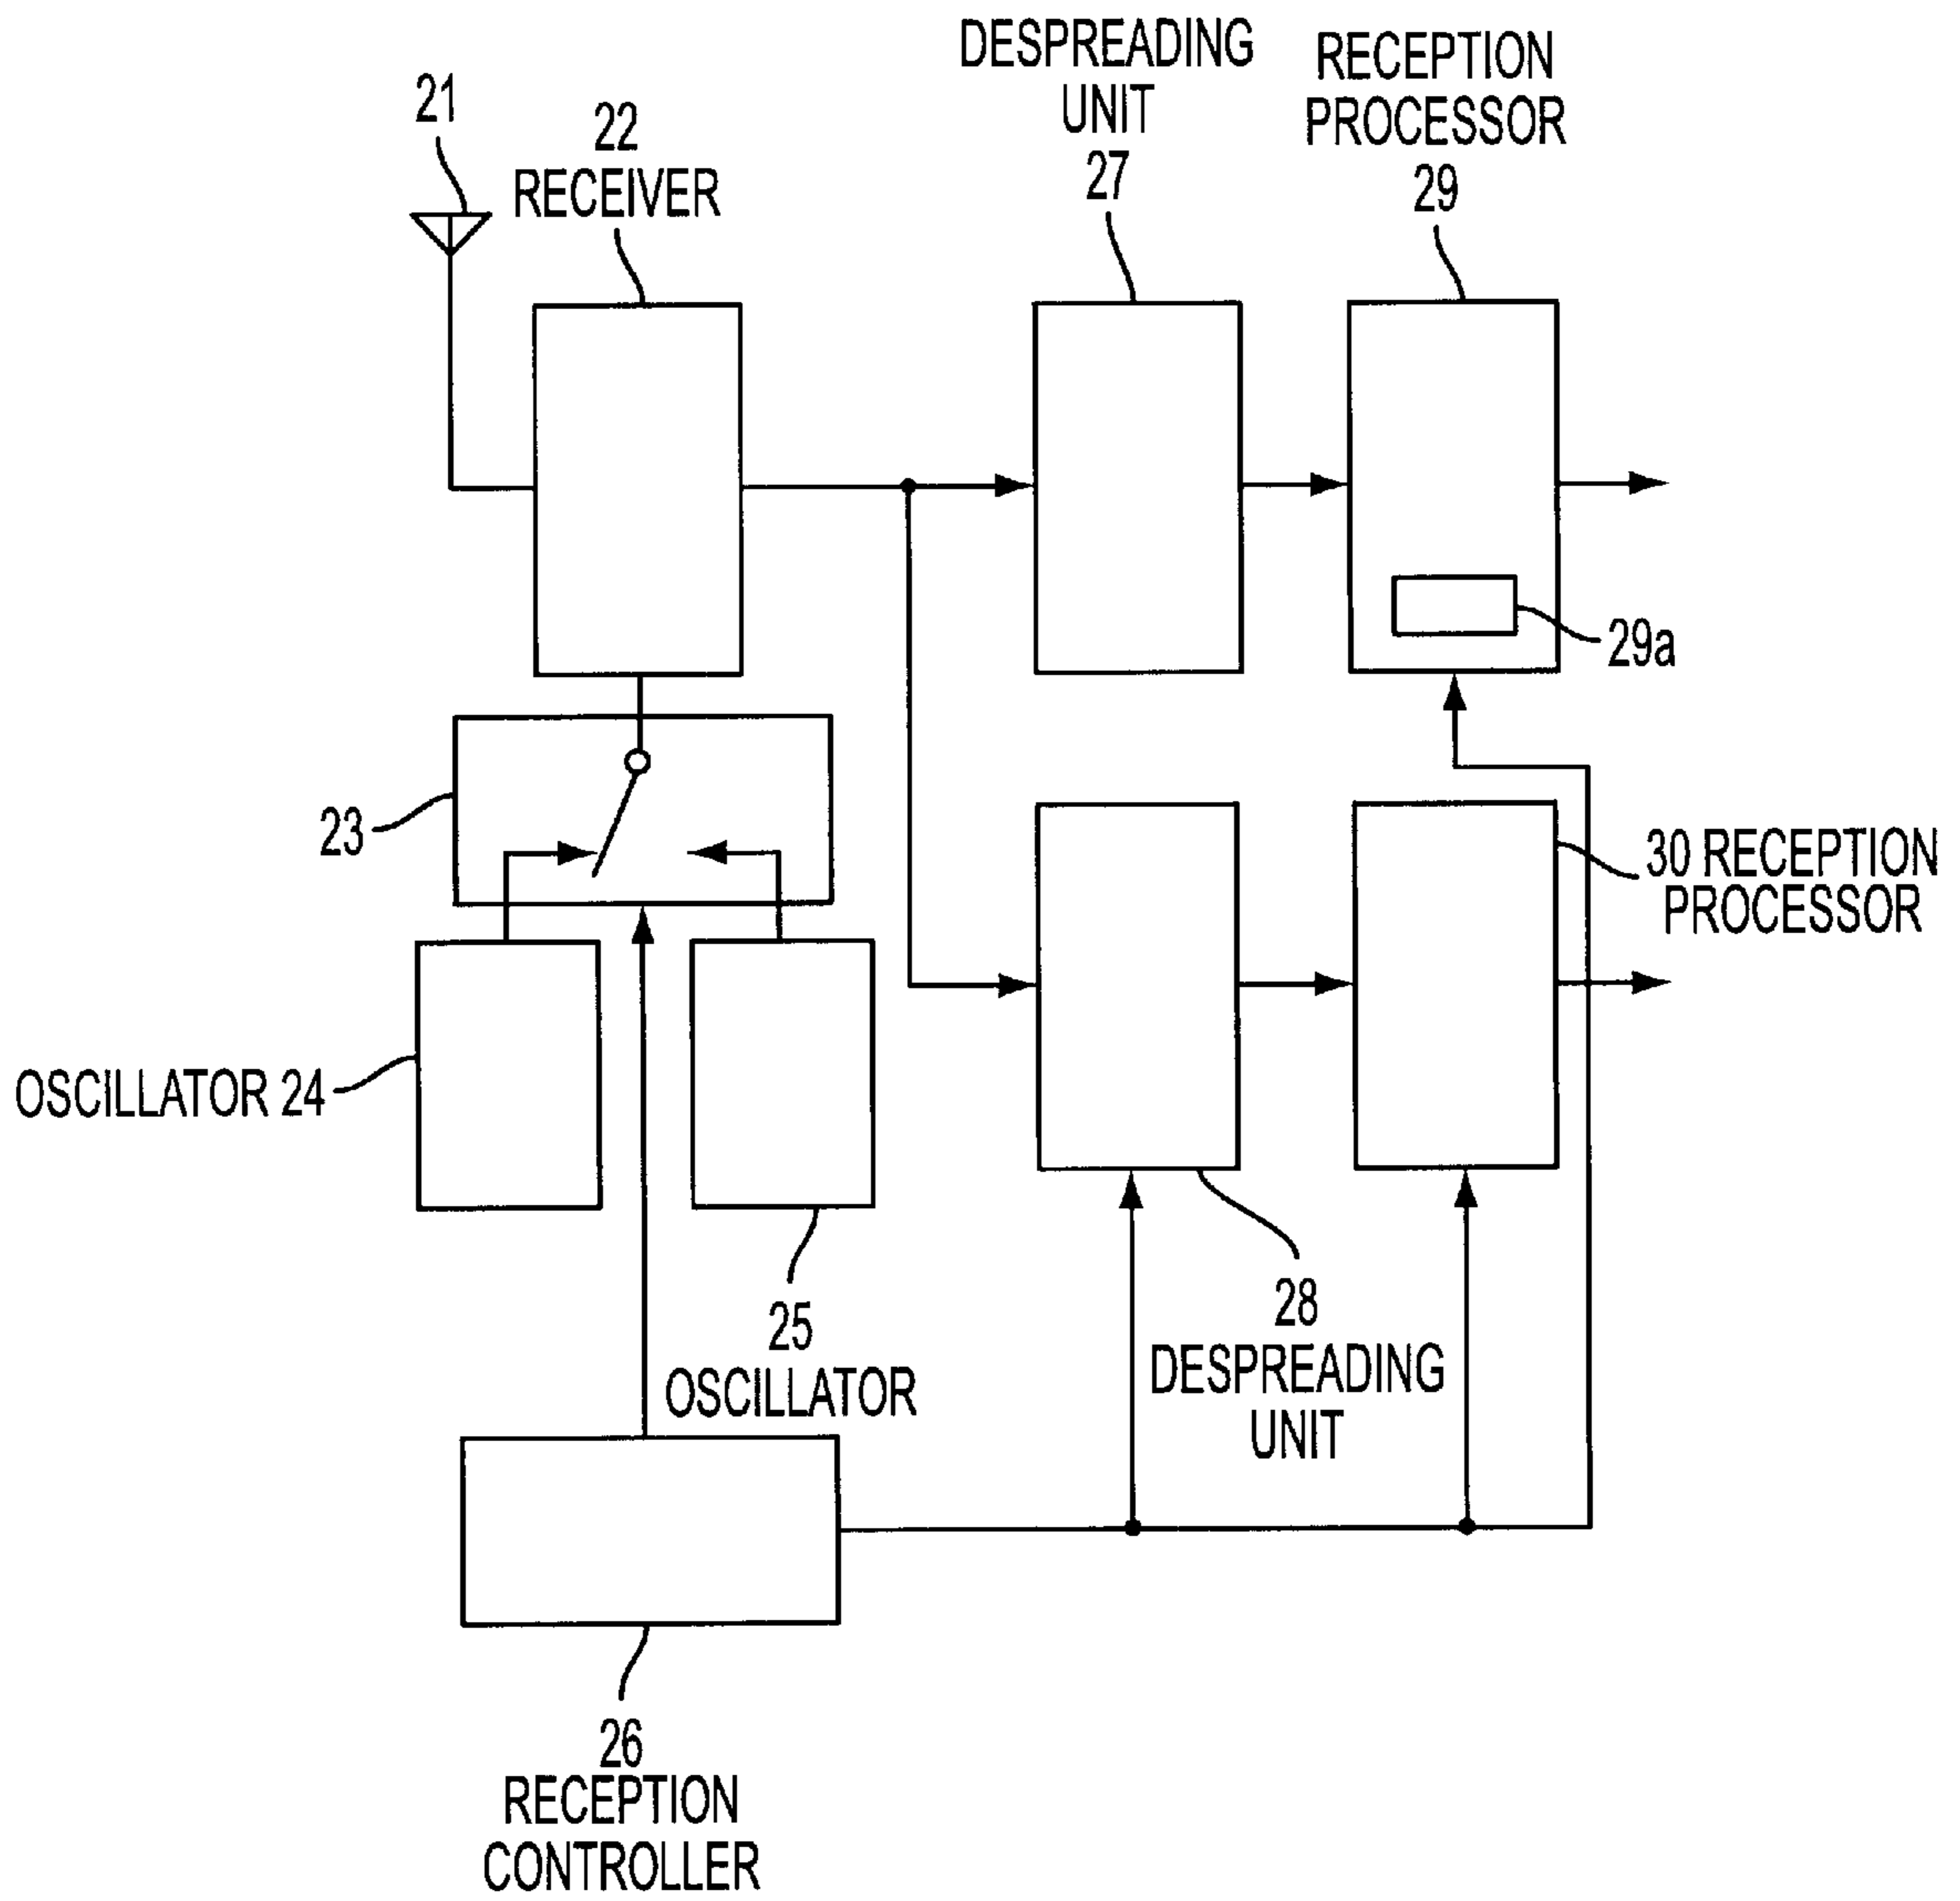 DESPREADING
UNIT
27
RECEPTION
PROCESSOR
29
21
22
RECEIVER
29a
23
30 RECEPTION
PROCESSOR
OSCILLATOR 24
25
OSCILLATOR
28
DESPREADING
UNIT
26
RECEPTION
CONTROLLER